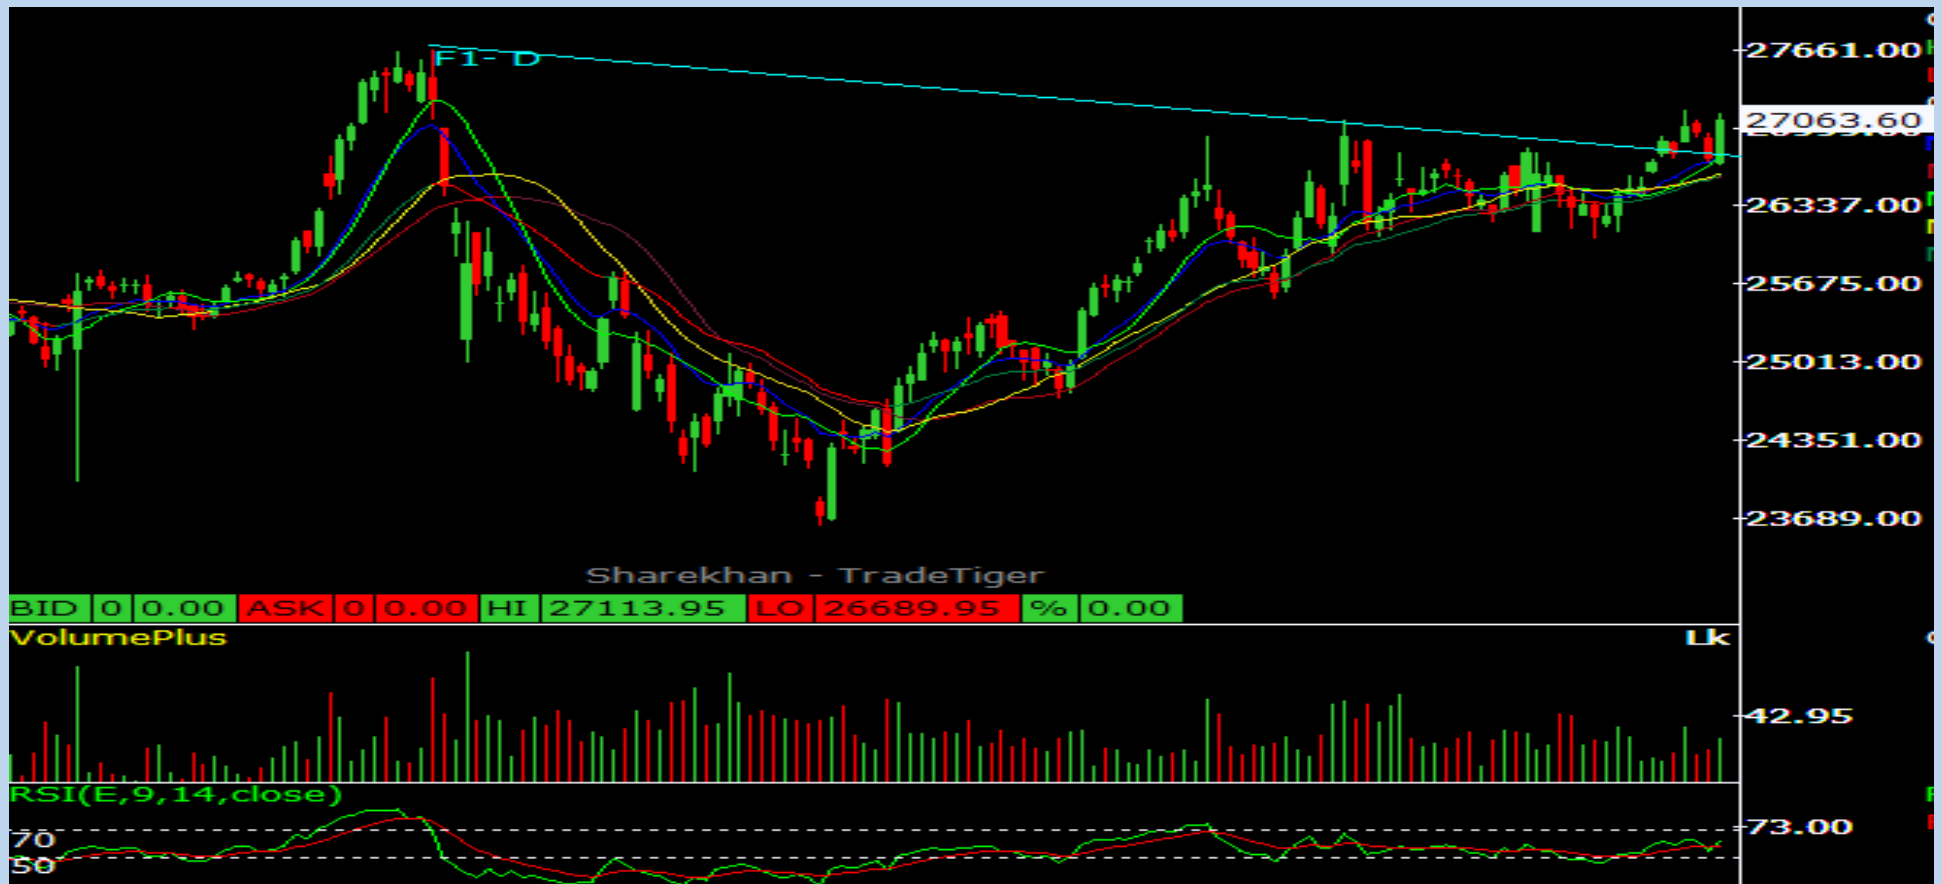 F1- D
27661.00
27063.60
26337.00
25675.00
25013.00
24351.00
23689.00
Sharekhan - TradeTiger
BID 0 0.00 ASK 0 0.00 HI 27113.95 LO 26689.95 % 0.00
VolumePlus
Lk
42.95
RSI(E,9,14,close)
70
73.00
50